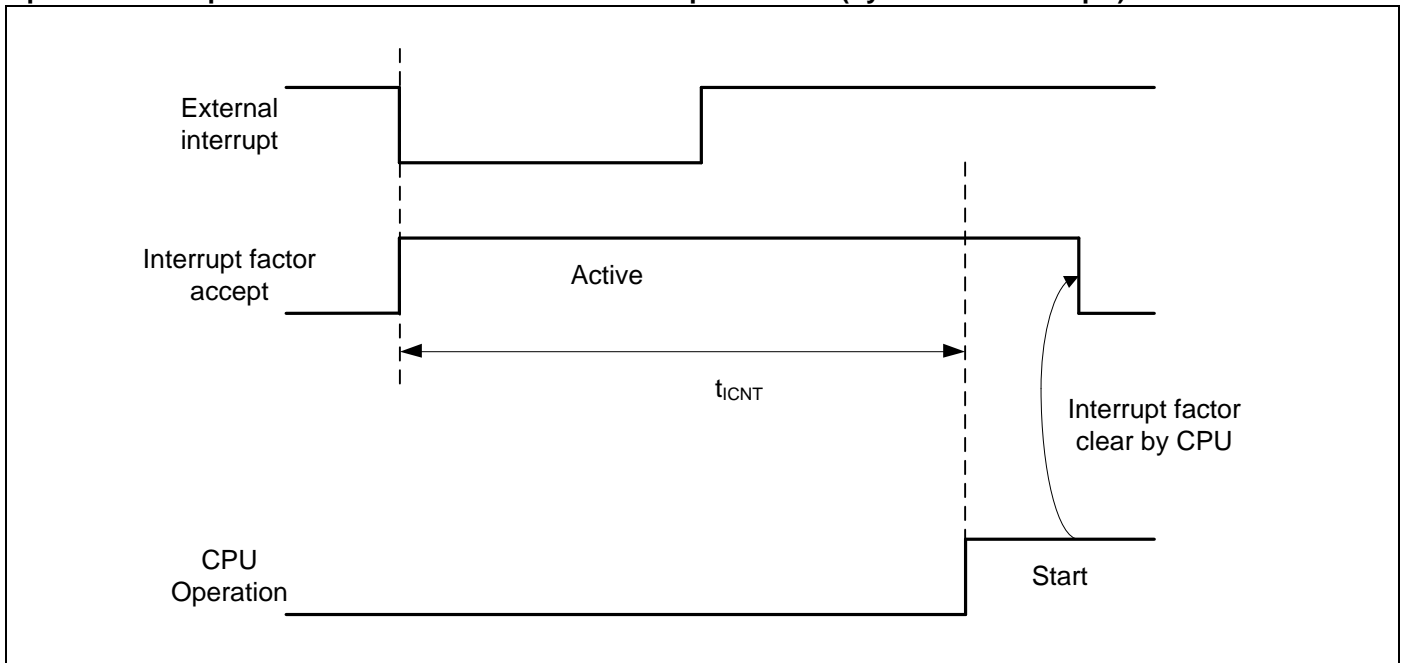 External
interrupt
Interrupt factor
accept
Active
tICNT
Interrupt factor
clear by CPU
CPU
Operation
Start